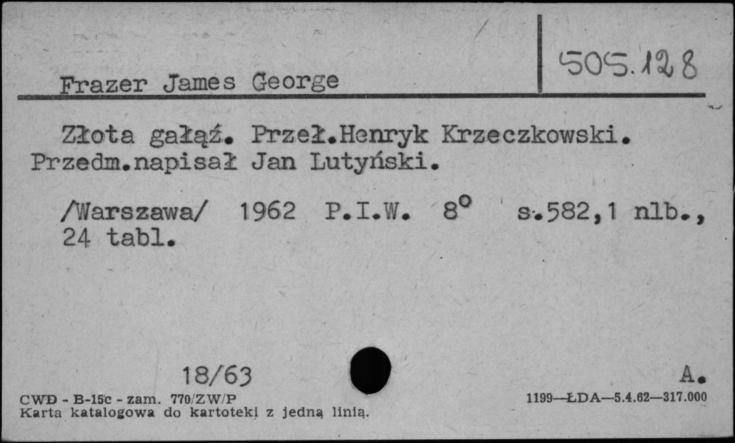 Frazer James George
505.128
Złota gałąź. Przeł.Henryk Krzeczkowski.
Przedm.napisał Jan Lutyński.
/Warszawa/ 1962 P.I.W. 8° s.582,1 nlb.,
24 tabl.
18/63
A.
CWD - B-15c - zam. 770/ZW/P
1199—ŁDA—5.4.62—317.000
Karta katalogowa do kartoteki z jedną linią.